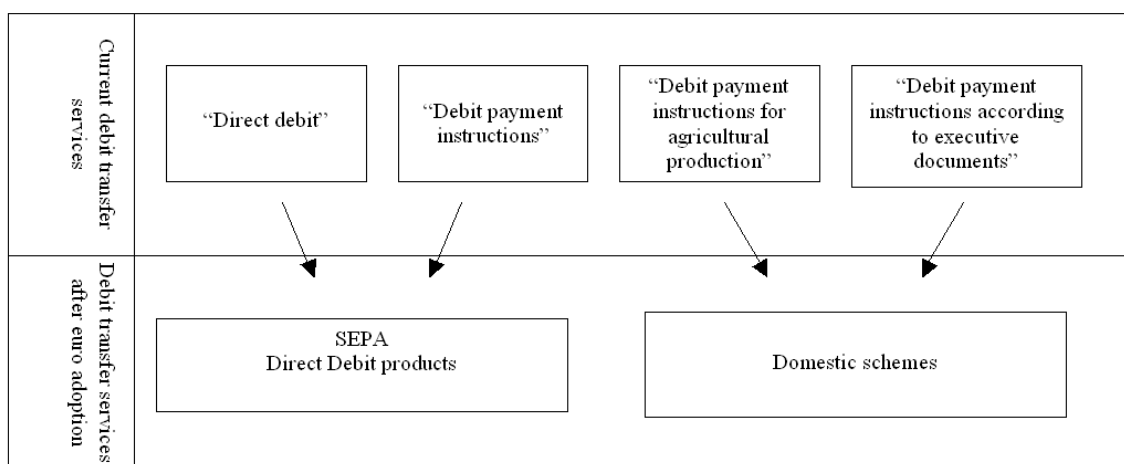 Current debit transfer
services
“Direct debit”
“Debit payment
instructions”
“Debit payment
instructions for
agricultural
production”
“Debit payment
instructions according
to executive
documents”
Debit transfer services
after euro adoption
SEPA
Direct Debit products
Domestic schemes